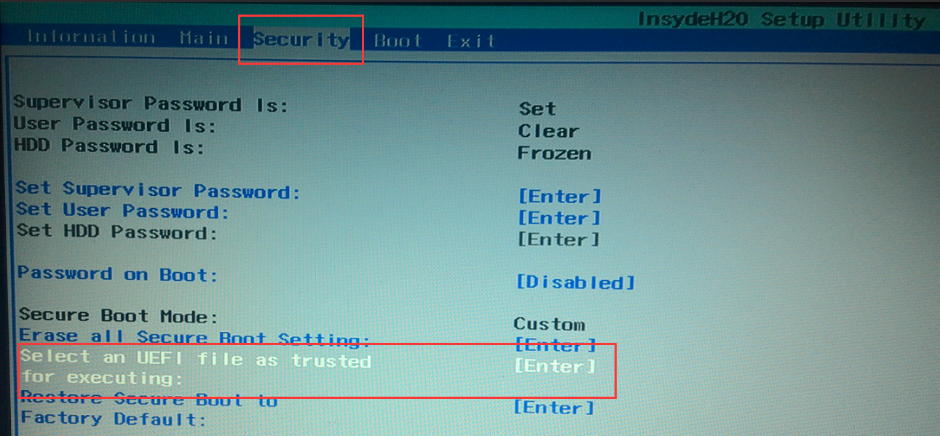 InsydeH2O Setup Utility
Information Main Security Boot Exit
Supervisor Password Is: Set
User Password Is: Clear
HDD Password Is: Frozen
Set Supervisor Password: [Enter]
Set User Password: [Enter]
Set HDD Password: [Enter]
Password on Boot: [Disabled]
Secure Boot Mode: Custom
Erase all Secure Boot Setting: [Enter]
Select an UEFI file as trusted [Enter]
for executing:
Restore Secure Boot to [Enter]
Factory Default: